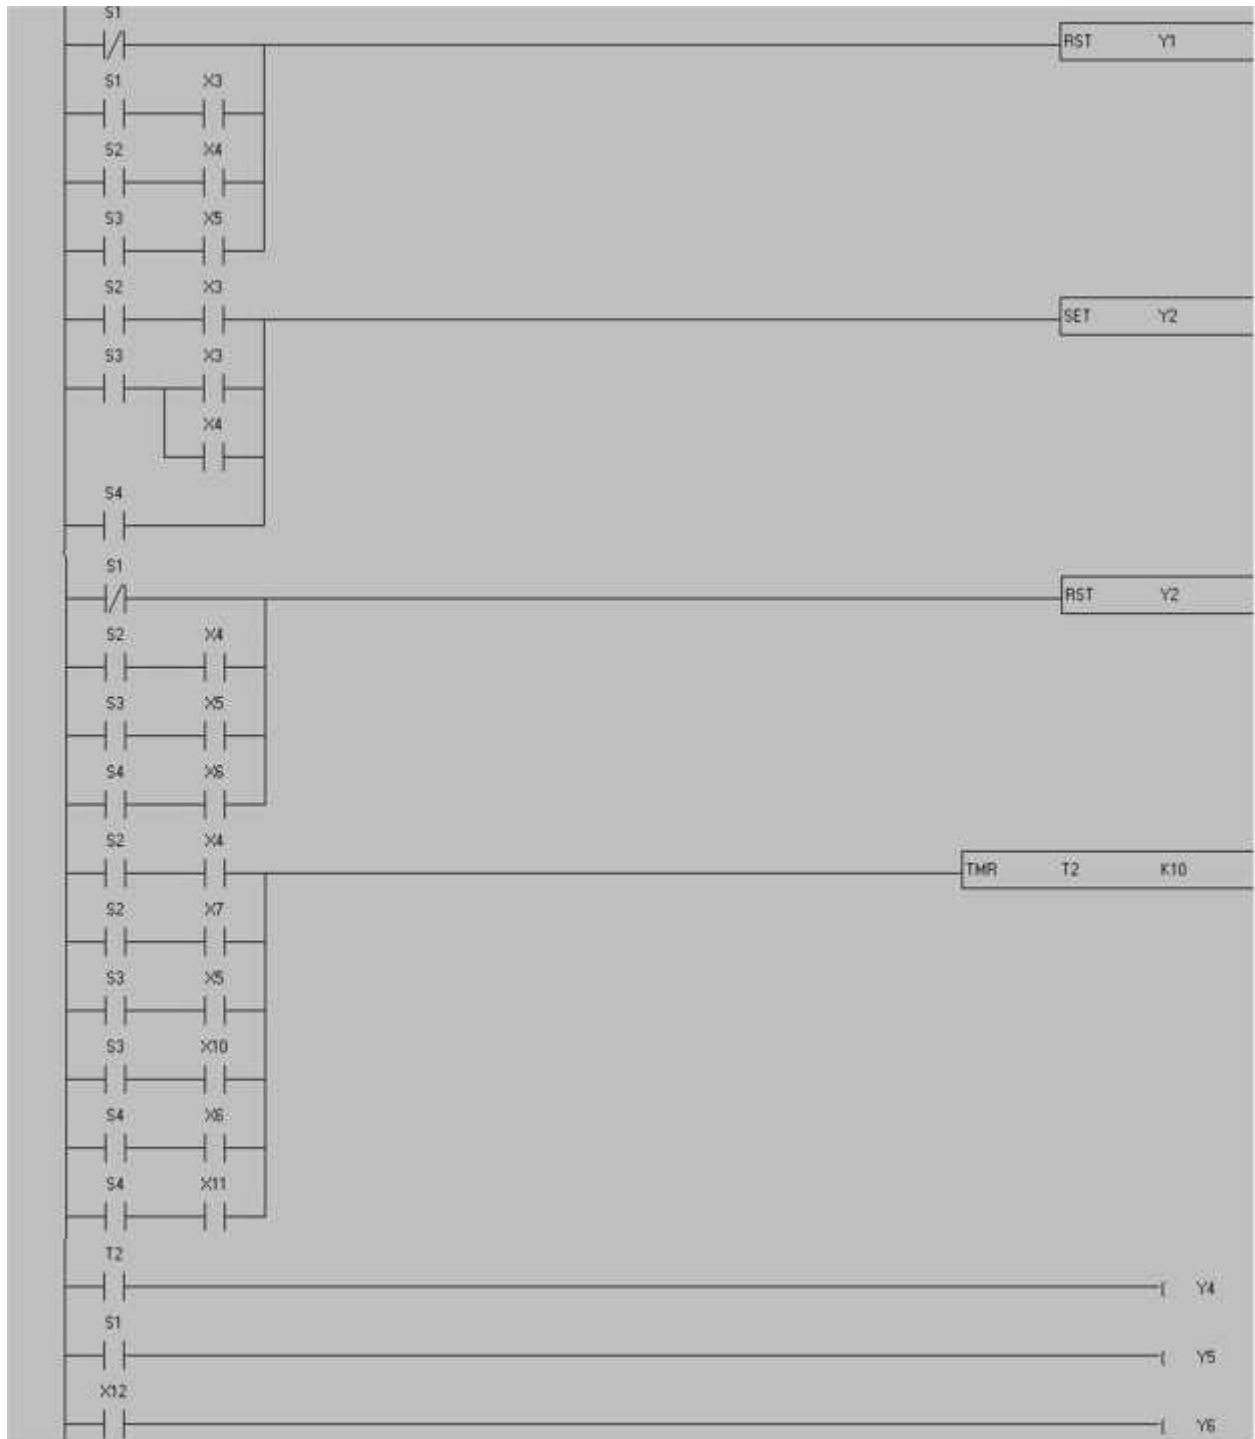 S1
RST Y1
S1 X3
S2 X4
S3 X5
S2 X3
SET Y2
S3 X3
X4
S4
S1
RST Y2
S2 X4
S3 X5
S4 X6
S2 X4
TMR T2 K10
S2 X7
S3 X5
S3 X10
S4 X6
S4 X11
T2
Y4
S1
Y5
X12
Y6